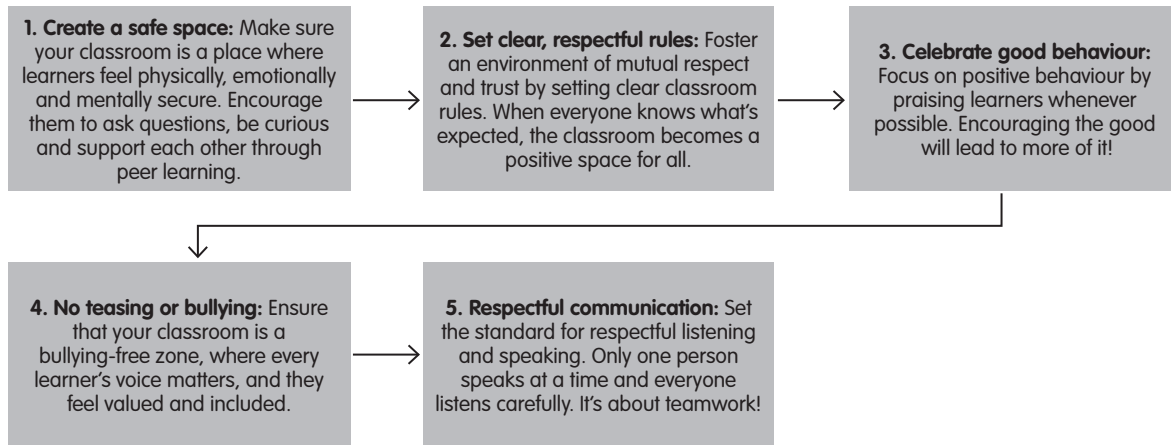 1. Create a safe space: Make sure
your classroom is a place where
learners feel physically, emotionally
and mentally secure. Encourage
them to ask questions, be curious
and support each other through
peer learning.
2. Set clear, respectful rules: Foster
an environment of mutual respect
and trust by setting clear classroom
rules. When everyone knows what’s
expected, the classroom becomes a
positive space for all.
3. Celebrate good behaviour:
Focus on positive behaviour by
praising learners whenever
possible. Encouraging the good
will lead to more of it!
4. No teasing or bullying: Ensure
that your classroom is a
bullying-free zone, where every
learner’s voice matters, and they
feel valued and included.
5. Respectful communication: Set
the standard for respectful listening
and speaking. Only one person
speaks at a time and everyone
listens carefully. It’s about teamwork!